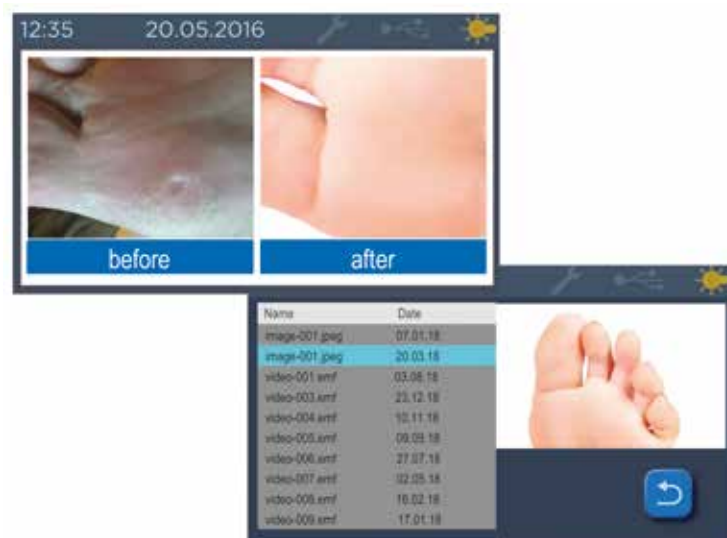 12:35 20.05.2016
before after
Name Date
image-001.jpeg 07.01.18
image-001.jpeg 20.03.18
video-001.emf 03.08.18
video-003.emf 23.12.18
video-004.emf 10.11.18
video-005.emf 09.09.18
video-006.emf 27.07.18
video-007.emf 02.05.18
video-008.emf 16.02.18
video-009.emf 17.01.18